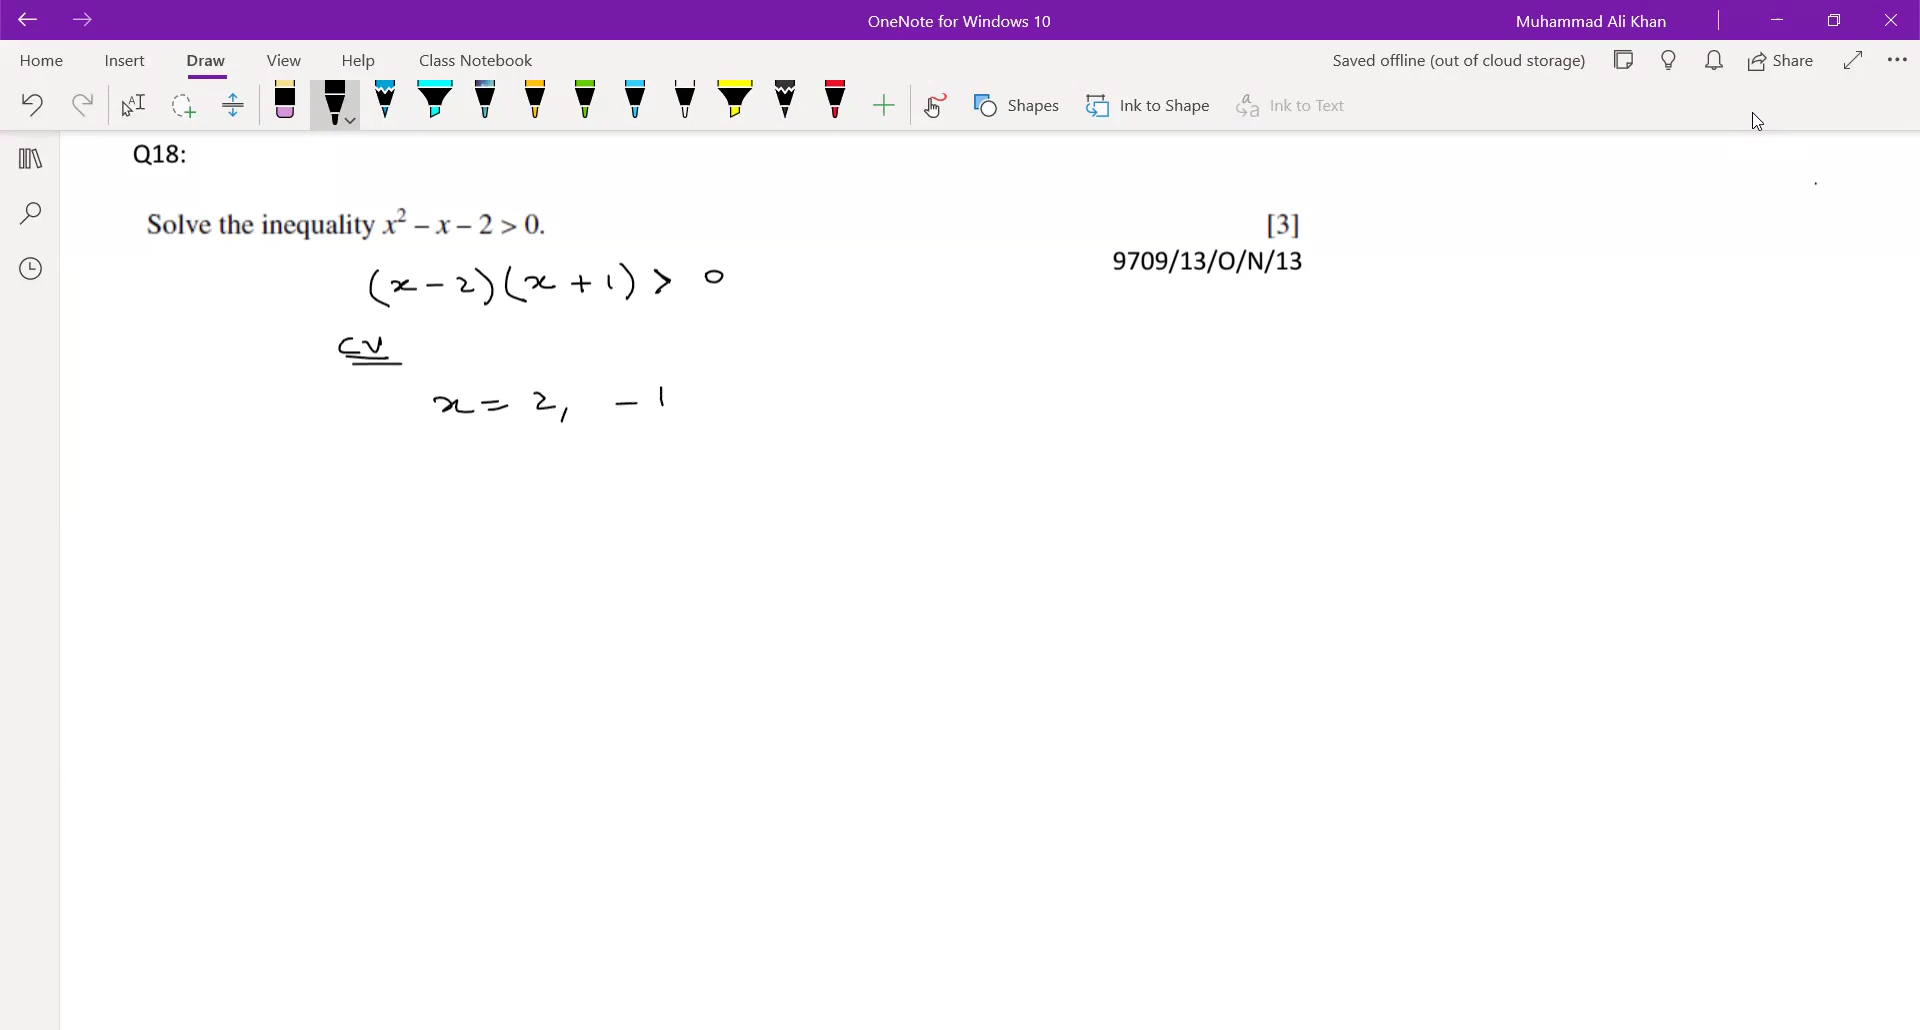 OneNote for Windows 10 Muhammad Ali Khan
Home Insert Draw View Help Class Notebook Saved offline (out of cloud storage) Share
Shapes Ink to Shape Ink to Text
Q18:
Solve the inequality x² – x – 2 > 0. [3]
9709/13/O/N/13
(x – 2)(x + 1) > 0
CV
x = 2, – 1